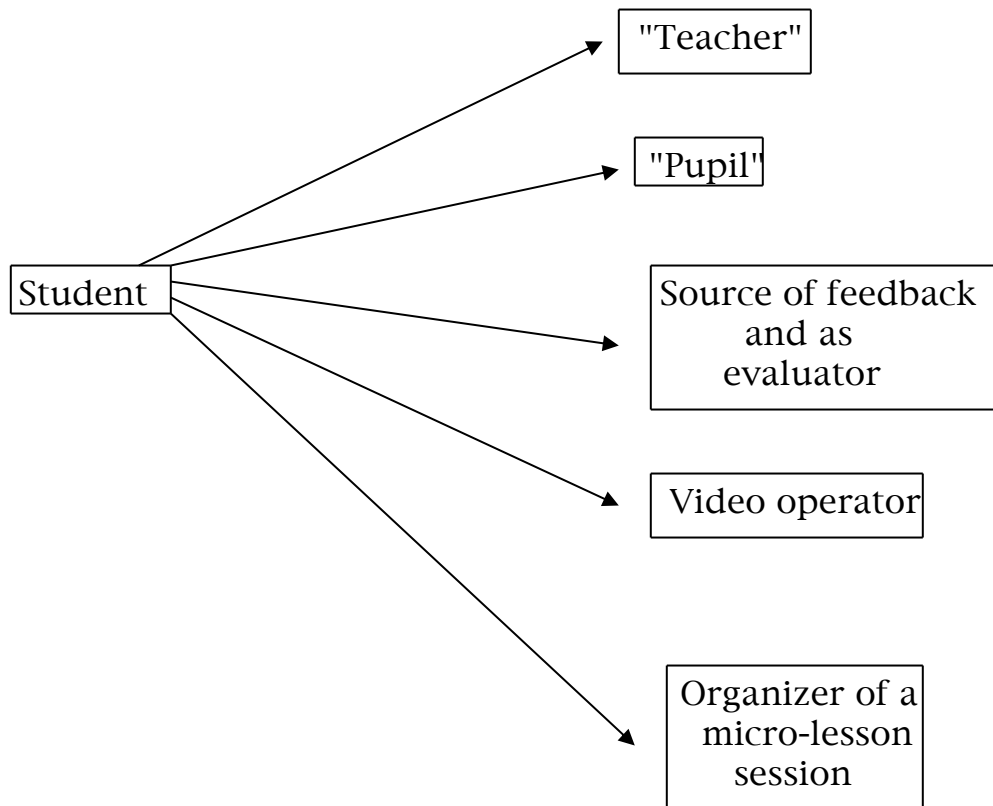 "Teacher"
"Pupil"
Student
Source of feedback
and as
evaluator
Video operator
Organizer of a
micro-lesson
session